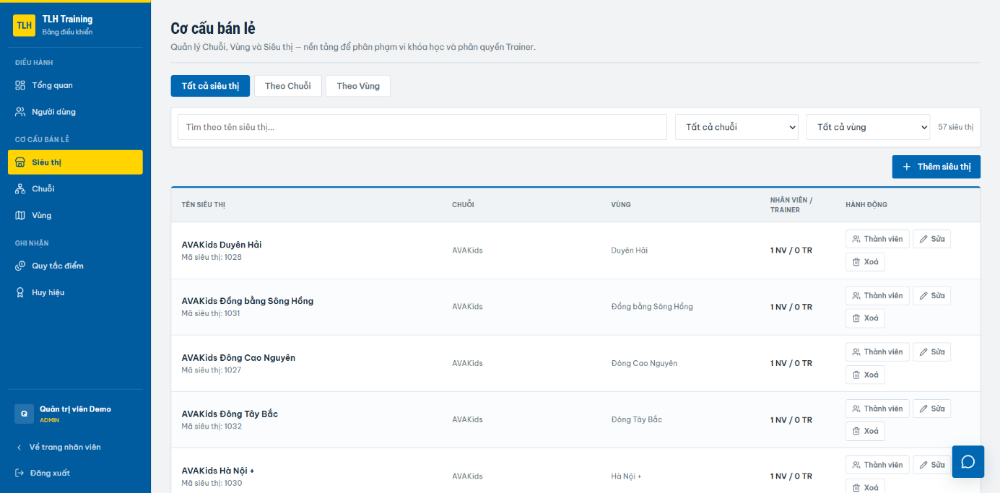 TLH
TLH Training
Bảng điều khiển
ĐIỀU HÀNH
Tổng quan
Người dùng
CƠ CẤU BÁN LẺ
Siêu thị
Chuỗi
Vùng
GHI NHẬN
Quy tắc điểm
Huy hiệu
Q
Quản trị viên Demo
ADMIN
Về trang nhân viên
Đăng xuất
Cơ cấu bán lẻ
Quản lý Chuỗi, Vùng và Siêu thị — nền tảng để phân phạm vi khóa học và phân quyền Trainer.
Tất cả siêu thị Theo Chuỗi Theo Vùng
Tìm theo tên siêu thị... Tất cả chuỗi Tất cả vùng 57 siêu thị
+ Thêm siêu thị
TÊN SIÊU THỊ CHUỖI VÙNG NHÂN VIÊN / TRAINER HÀNH ĐỘNG
AVAKids Duyên Hải
Mã siêu thị: 1028
AVAKids Duyên Hải 1 NV / 0 TR
Thành viên Sửa
Xoá
AVAKids Đồng bằng Sông Hồng
Mã siêu thị: 1031
AVAKids Đồng bằng Sông Hồng 1 NV / 0 TR
Thành viên Sửa
Xoá
AVAKids Đông Cao Nguyên
Mã siêu thị: 1027
AVAKids Đông Cao Nguyên 1 NV / 0 TR
Thành viên Sửa
Xoá
AVAKids Đông Tây Bắc
Mã siêu thị: 1032
AVAKids Đông Tây Bắc 1 NV / 0 TR
Thành viên Sửa
Xoá
AVAKids Hà Nội +
Mã siêu thị: 1030
AVAKids Hà Nội + 1 NV / 0 TR
Thành viên Sửa
Xoá